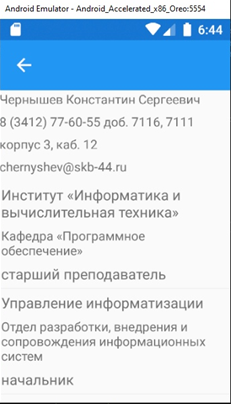 Android Emulator - Android_Accelerated_x86_Oreo:5554
6:44
Чернышев Константин Сергеевич
8 (3412) 77-60-55 доб. 7116, 7111
корпус 3, каб. 12
chernyshev@skb-44.ru
Институт «Информатика и
вычислительная техника»
Кафедра «Программное
обеспечение»
старший преподаватель
Управление информатизации
Отдел разработки, внедрения и
сопровождения информационных
систем
начальник